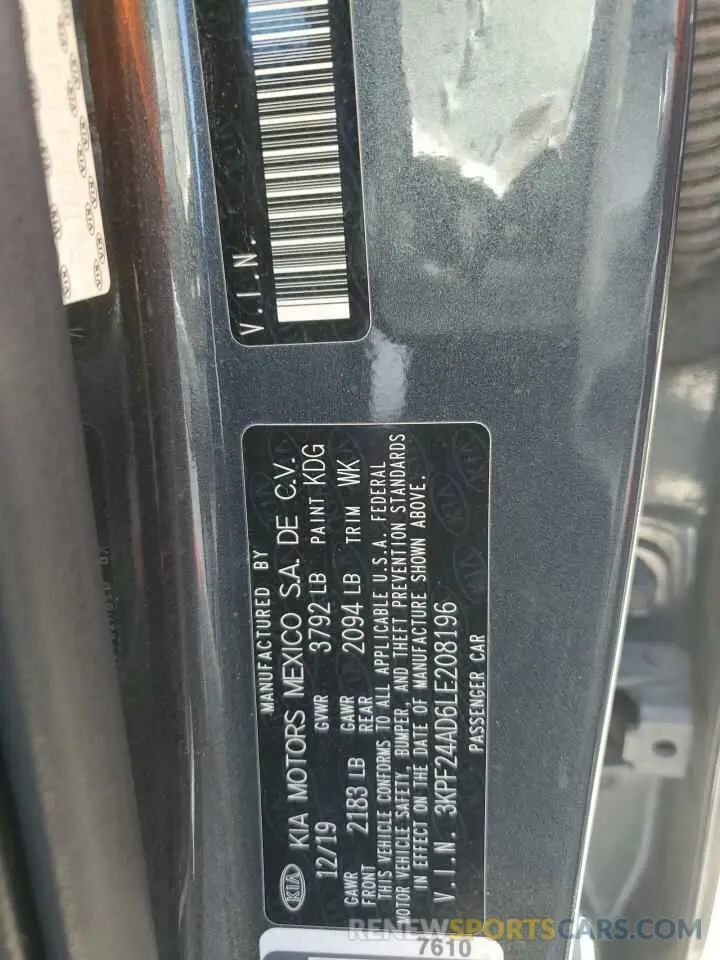 V.I.N.
MANUFACTURED BY
KIA KIA MOTORS MEXICO S.A. DE C.V.
12/19 GVWR 3792 LB PAINT KDG
GAWR FRONT 2183 LB GAWR REAR 2094 LB TRIM WK
THIS VEHICLE CONFORMS TO ALL APPLICABLE U.S.A. FEDERAL
MOTOR VEHICLE SAFETY, BUMPER, AND THEFT PREVENTION STANDARDS
IN EFFECT ON THE DATE OF MANUFACTURE SHOWN ABOVE.
V.I.N. 3KPF24AD6LE208196
PASSENGER CAR
7610
RENEWSPORTSCARS.COM